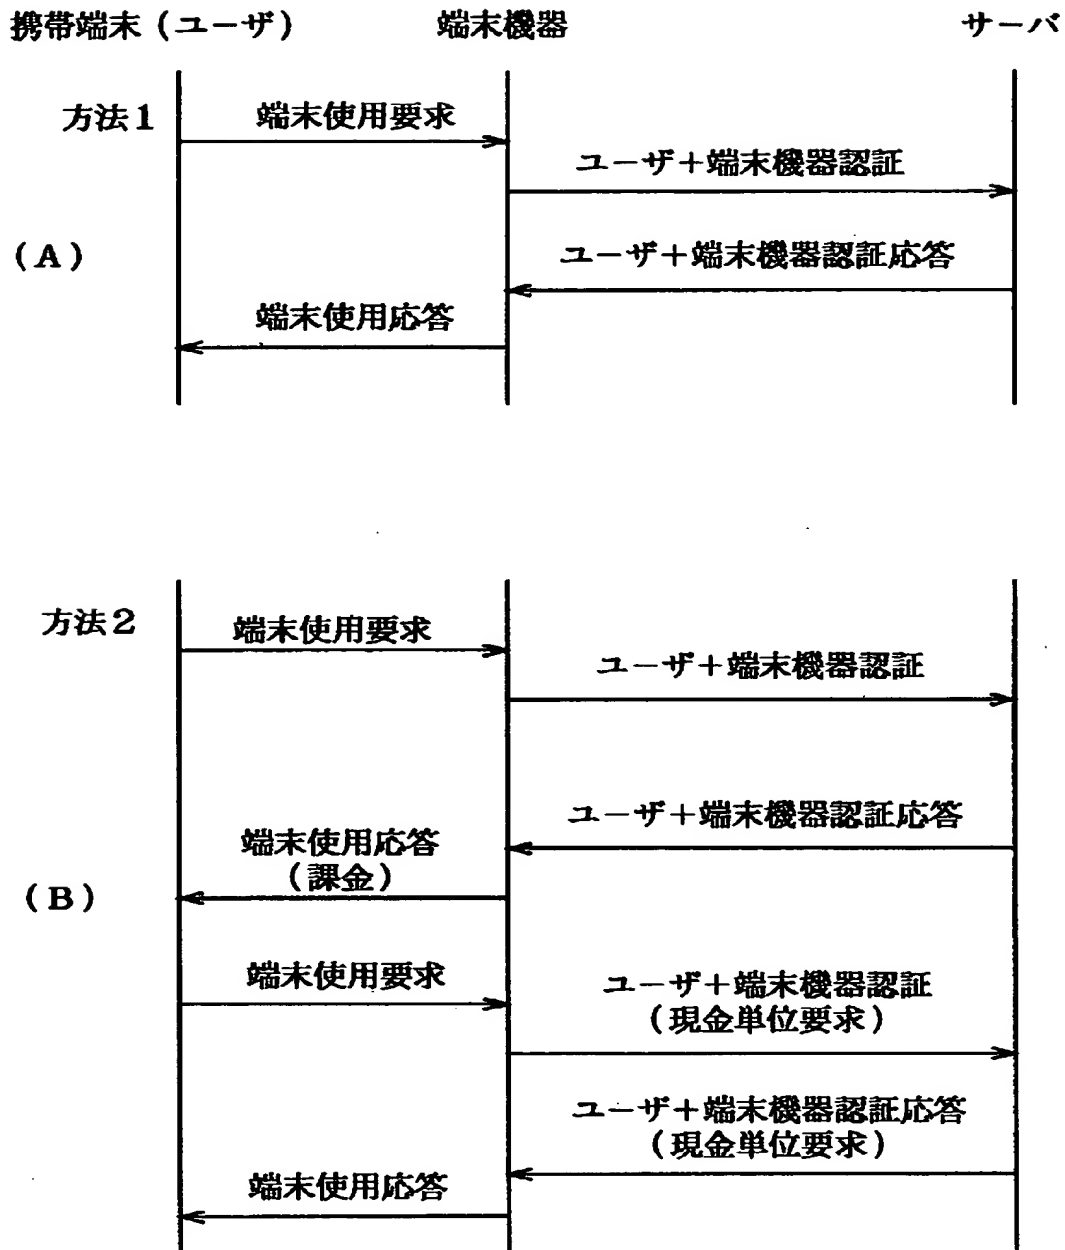 携帯端末（ユーザ） 端末機器 サーバ
方法1
端末使用要求
ユーザ＋端末機器認証
（A）
ユーザ＋端末機器認証応答
端末使用応答
方法2
端末使用要求
ユーザ＋端末機器認証
ユーザ＋端末機器認証応答
端末使用応答
（課金）
（B）
端末使用要求
ユーザ＋端末機器認証
（現金単位要求）
ユーザ＋端末機器認証応答
（現金単位要求）
端末使用応答